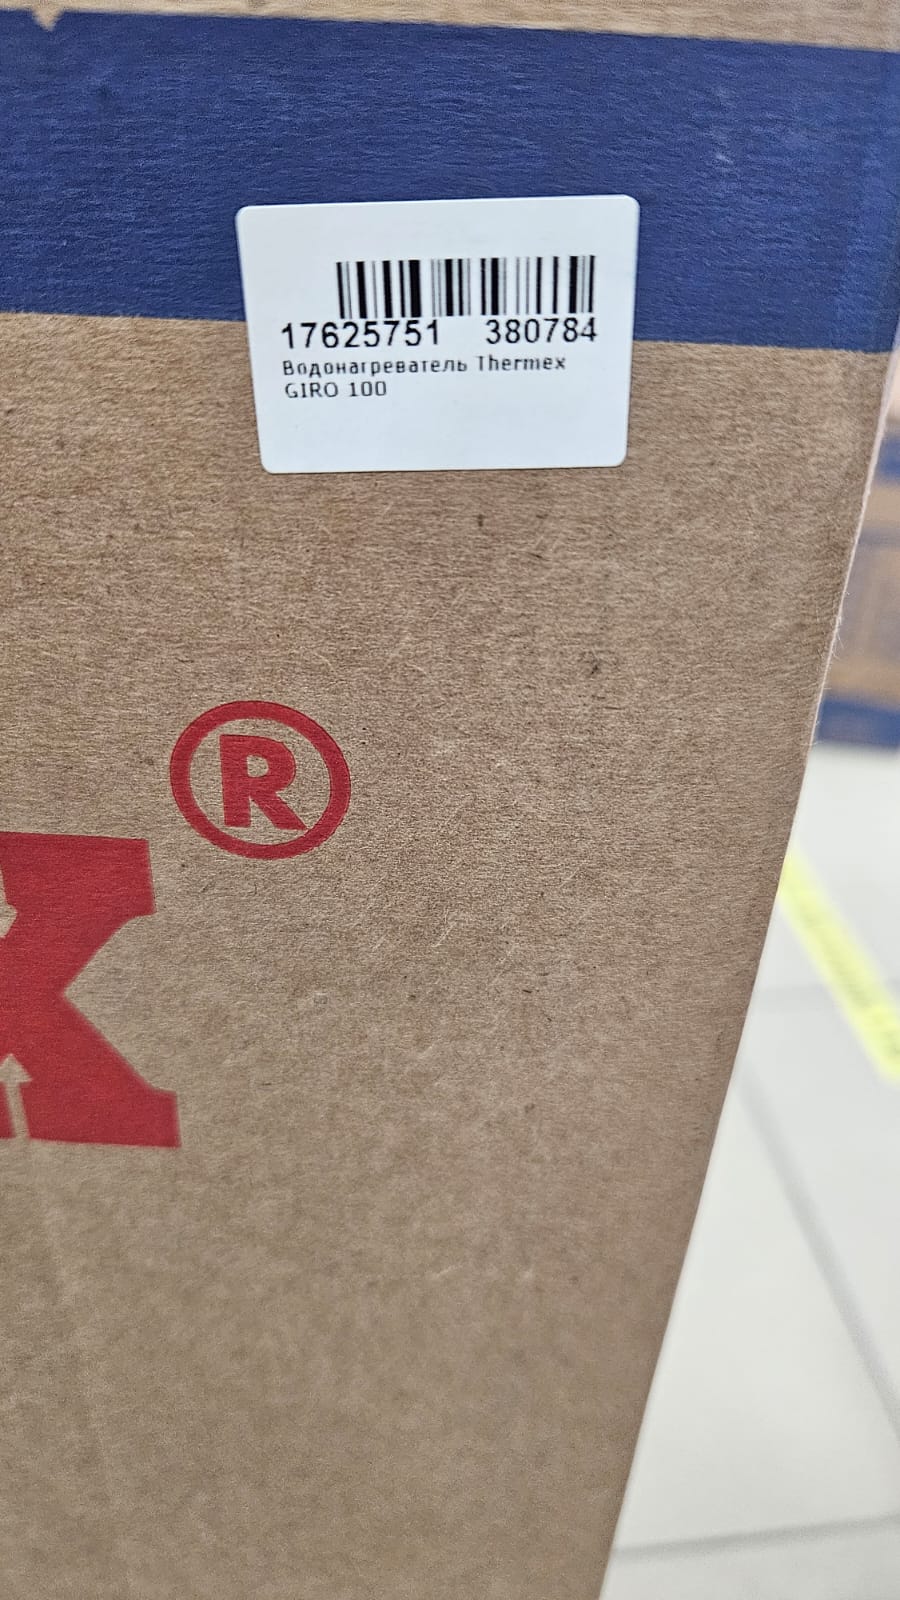 17625751 380784
Водонагреватель Thermex
GIRO 100
®
X